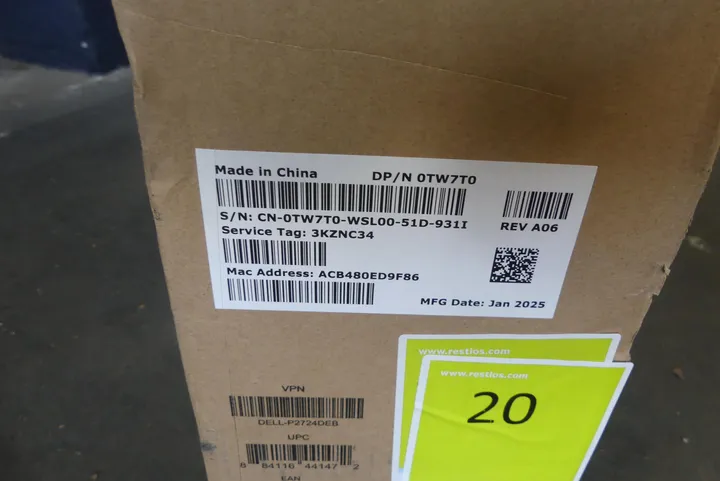 Made in China DP/N 0TW7T0
S/N: CN-0TW7T0-WSL00-51D-931I
REV A06
Service Tag: 3KZNC34
Mac Address: ACB480ED9F86
MFG Date: Jan 2025
www.restlos.com
www.restlos.com
20
VPN
DELL-P2724DEB
UPC
8 84116 44147 2
EAN